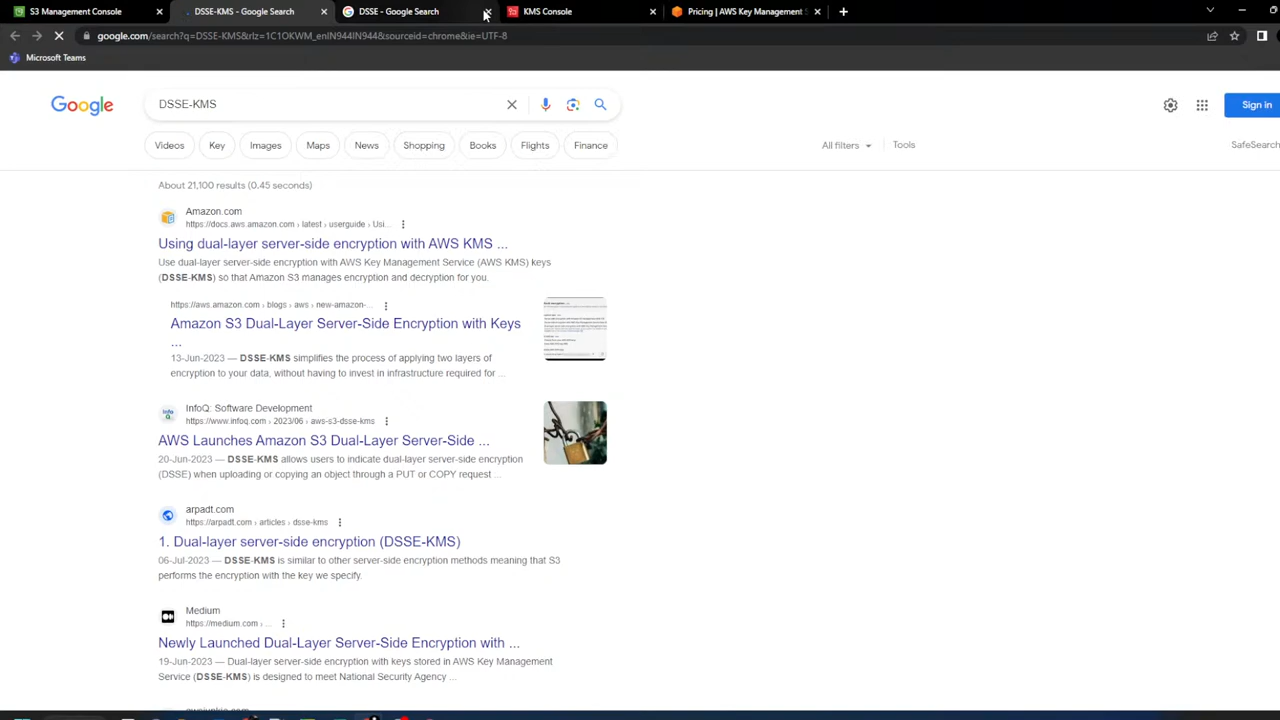 S3 Management Console
DSSE-KMS - Google Search
DSSE - Google Search
KMS Console
Pricing | AWS Key Management S
google.com/search?q=DSSE-KMS&rlz=1C1OKWM_enIN944IN944&sourceid=chrome&ie=UTF-8
Microsoft Teams
Google
DSSE-KMS
Sign in
Videos
Key
Images
Maps
News
Shopping
Books
Flights
Finance
All filters
Tools
SafeSearch
About 21,100 results (0.45 seconds)
Amazon.com
https://docs.aws.amazon.com › latest › userguide › Usi...
Using dual-layer server-side encryption with AWS KMS ...
Use dual-layer server-side encryption with AWS Key Management Service (AWS KMS) keys
(DSSE-KMS) so that Amazon S3 manages encryption and decryption for you.
https://aws.amazon.com › blogs › aws › new-amazon-...
Amazon S3 Dual-Layer Server-Side Encryption with Keys
...
13-Jun-2023 — DSSE-KMS simplifies the process of applying two layers of
encryption to your data, without having to invest in infrastructure required for ...
InfoQ: Software Development
https://www.infoq.com › 2023/06 › aws-s3-dsse-kms
AWS Launches Amazon S3 Dual-Layer Server-Side ...
20-Jun-2023 — DSSE-KMS allows users to indicate dual-layer server-side encryption
(DSSE) when uploading or copying an object through a PUT or COPY request ...
arpadt.com
https://arpadt.com › articles › dsse-kms
1. Dual-layer server-side encryption (DSSE-KMS)
06-Jul-2023 — DSSE-KMS is similar to other server-side encryption methods meaning that S3
performs the encryption with the key we specify.
Medium
https://medium.com › ...
Newly Launched Dual-Layer Server-Side Encryption with ...
19-Jun-2023 — Dual-layer server-side encryption with keys stored in AWS Key Management
Service (DSSE-KMS) is designed to meet National Security Agency ...